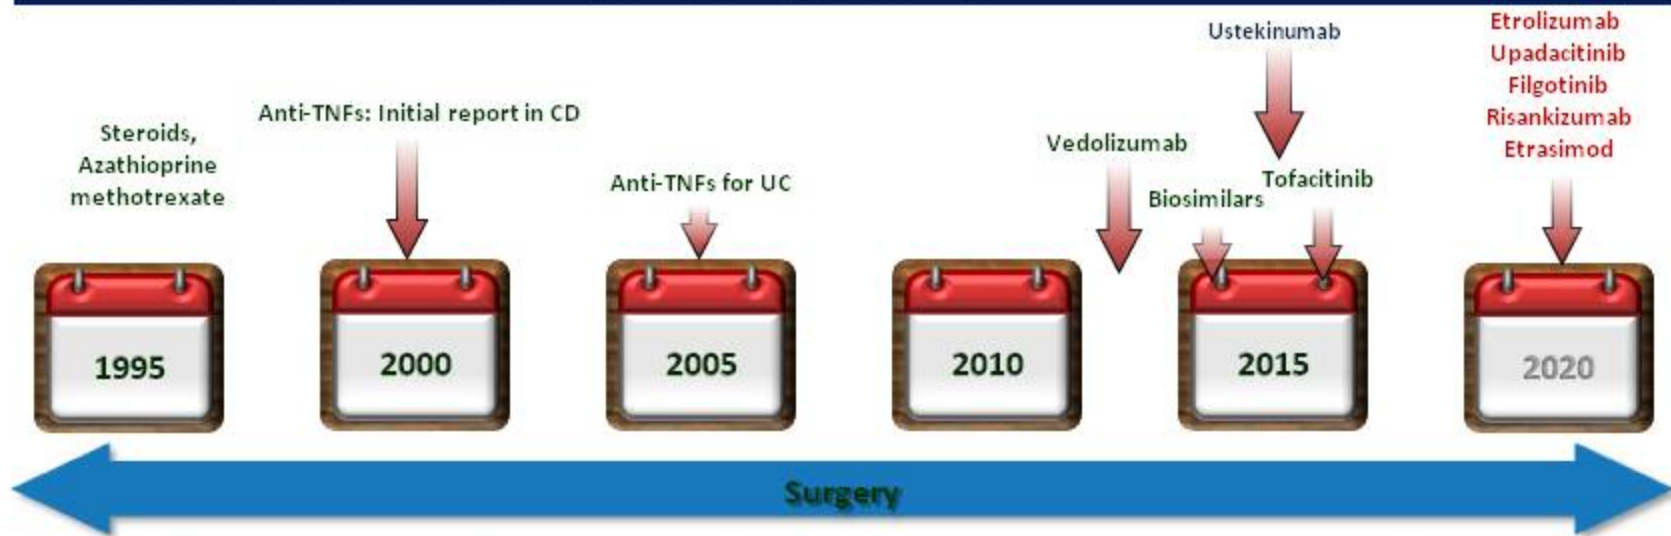 Steroids,
Azathioprine
methotrexate
Anti-TNFs: Initial report in CD
Anti-TNFs for UC
Vedolizumab
Biosimilars
Ustekinumab
Tofacitinib
Etrolizumab
Upadacitinib
Filgotinib
Risankizumab
Etrasimod
1995
2000
2005
2010
2015
2020
Surgery